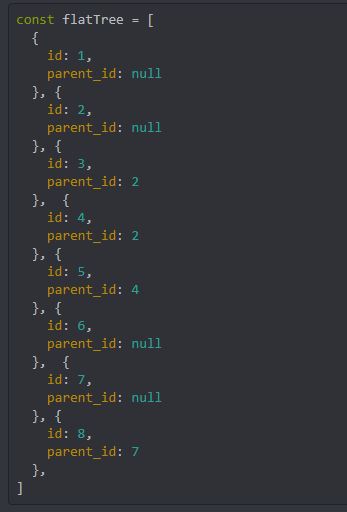 const flatTree = [
  {
    id: 1,
    parent_id: null
  }, {
    id: 2,
    parent_id: null
  }, {
    id: 3,
    parent_id: 2
  },  {
    id: 4,
    parent_id: 2
  }, {
    id: 5,
    parent_id: 4
  }, {
    id: 6,
    parent_id: null
  },  {
    id: 7,
    parent_id: null
  }, {
    id: 8,
    parent_id: 7
  },
]